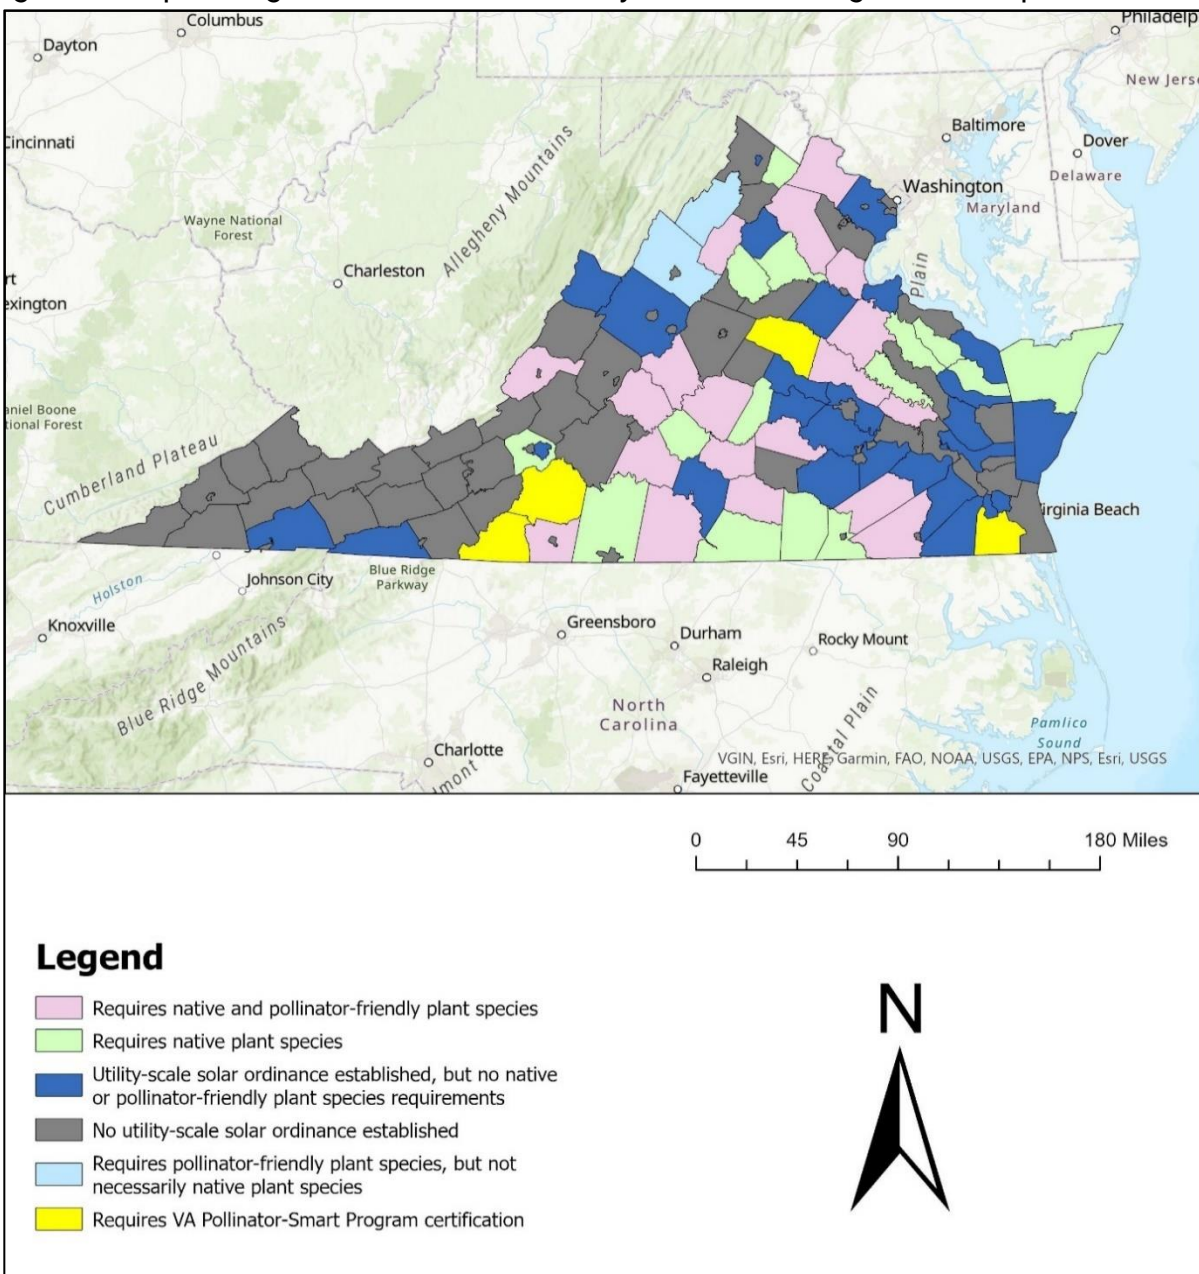 Columbus
Philadelp
Dayton
New Jers
Cincinnati
Baltimore
Dover
Delaware
Allegheny Mountains
Washington
Maryland
Wayne National
Forest
Charleston
Plain
rt
exington
aniel Boone
tional Forest
Cumberland Plateau
irginia Beach
Blue Ridge
Parkway
Holston
Johnson City
Knoxville
Blue Ridge Mountains
Greensboro
Durham
Rocky Mount
Raleigh
North
Carolina
Coastal Plain
Pamlico
Sound
Charlotte
dmont
VGIN, Esri, HERE, Garmin, FAO, NOAA, USGS, EPA, NPS, Esri, USGS
Fayetteville
0 45 90 180 Miles
Legend
Requires native and pollinator-friendly plant species
Requires native plant species
Utility-scale solar ordinance established, but no native
or pollinator-friendly plant species requirements
No utility-scale solar ordinance established
Requires pollinator-friendly plant species, but not
necessarily native plant species
Requires VA Pollinator-Smart Program certification
N